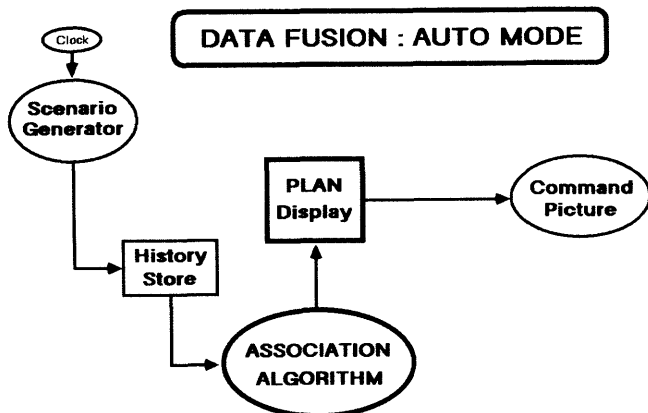 Clock
DATA FUSION : AUTO MODE
Scenario
Generator
PLAN
Display
Command
Picture
History
Store
ASSOCIATION
ALGORITHM